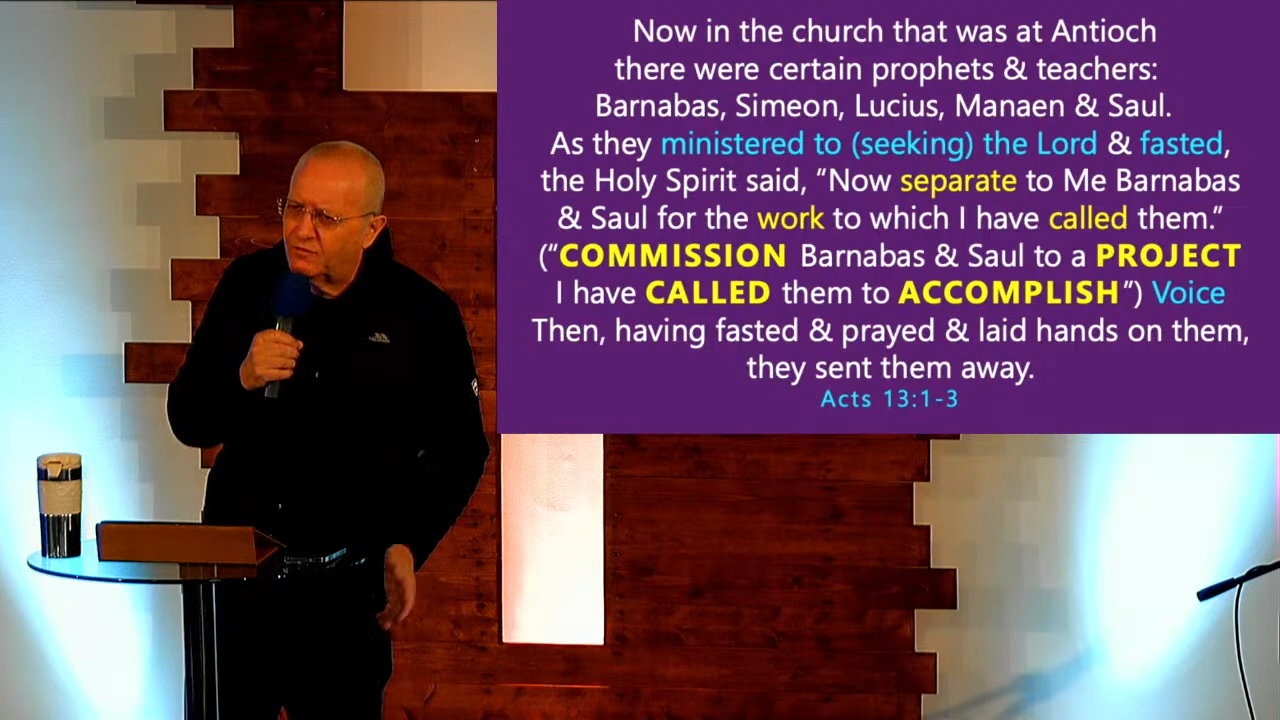 Now in the church that was at Antioch
there were certain prophets & teachers:
Barnabas, Simeon, Lucius, Manaen & Saul.
As they ministered to (seeking) the Lord & fasted,
the Holy Spirit said, “Now separate to Me Barnabas
& Saul for the work to which I have called them.”
(“COMMISSION Barnabas & Saul to a PROJECT
I have CALLED them to ACCOMPLISH”) Voice
Then, having fasted & prayed & laid hands on them,
they sent them away.
Acts 13:1-3